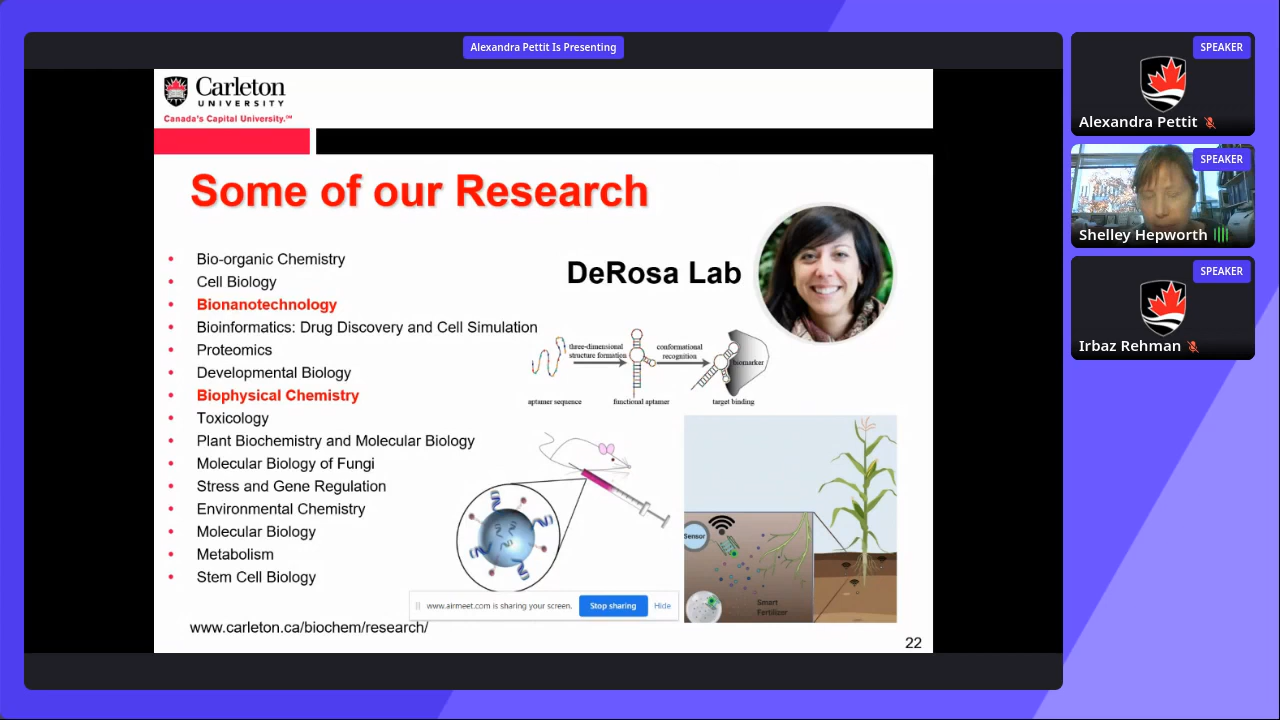 Alexandra Pettit Is Presenting
Carleton
UNIVERSITY
Canada's Capital University.™
Some of our Research
• Bio-organic Chemistry
• Cell Biology
• Bionanotechnology
• Bioinformatics: Drug Discovery and Cell Simulation
• Proteomics
• Developmental Biology
• Biophysical Chemistry
• Toxicology
• Plant Biochemistry and Molecular Biology
• Molecular Biology of Fungi
• Stress and Gene Regulation
• Environmental Chemistry
• Molecular Biology
• Metabolism
• Stem Cell Biology
www.carleton.ca/biochem/research/
DeRosa Lab
three-dimensional
structure formation
conformational
recognition
biomarker
aptamer sequence
functional aptamer
target binding
Sensor
Smart
Fertilizer
www.airmeet.com is sharing your screen.
Stop sharing
Hide
22
SPEAKER
Alexandra Pettit
SPEAKER
Shelley Hepworth
SPEAKER
Irbaz Rehman